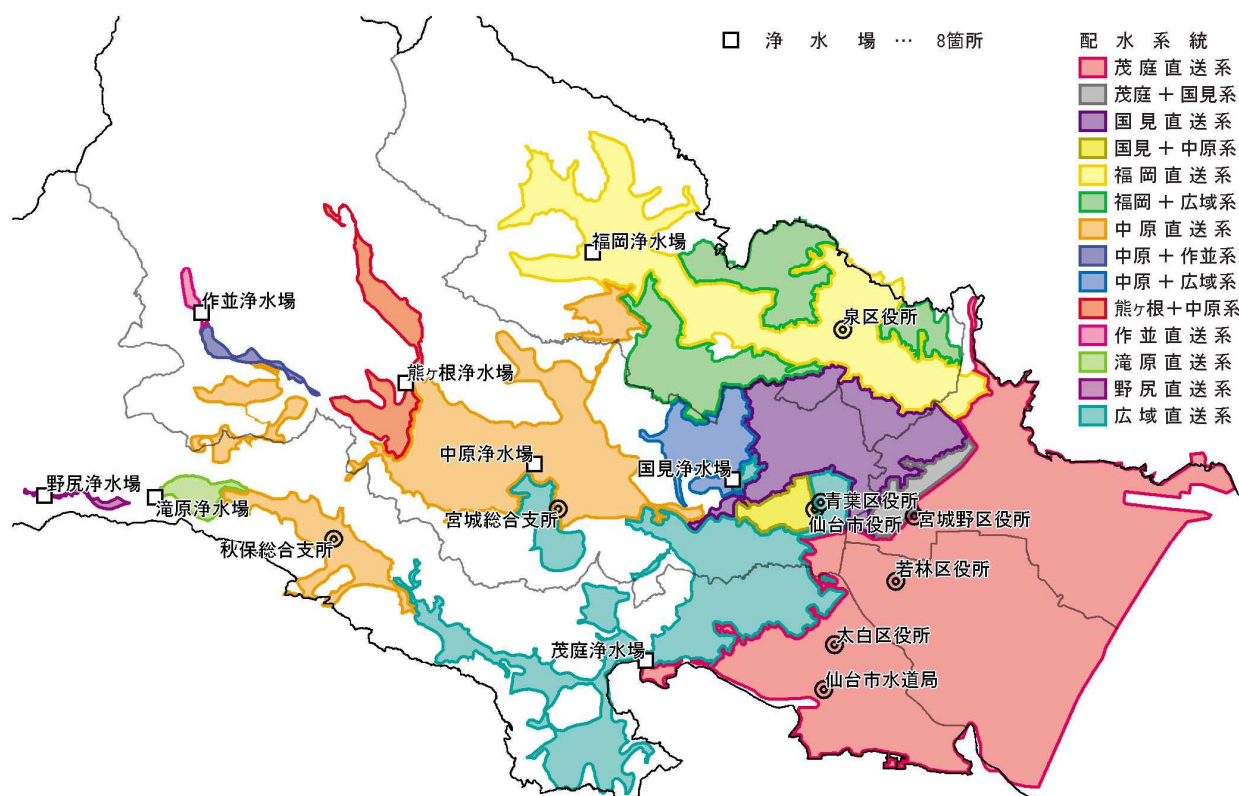 浄水場…8箇所
配水系統
茂庭直送系
茂庭＋国見系
国見直送系
国見＋中原系
福岡直送系
福岡＋広域系
中原直送系
中原＋作並系
中原＋広域系
熊ヶ根＋中原系
作並直送系
滝原直送系
野尻直送系
広域直送系
福岡浄水場
作並浄水場
泉区役所
熊ヶ根浄水場
中原浄水場
国見浄水場
野尻浄水場
滝原浄水場
宮城総合支所
青葉区役所
仙台市役所
宮城野区役所
秋保総合支所
若林区役所
茂庭浄水場
太白区役所
仙台市水道局